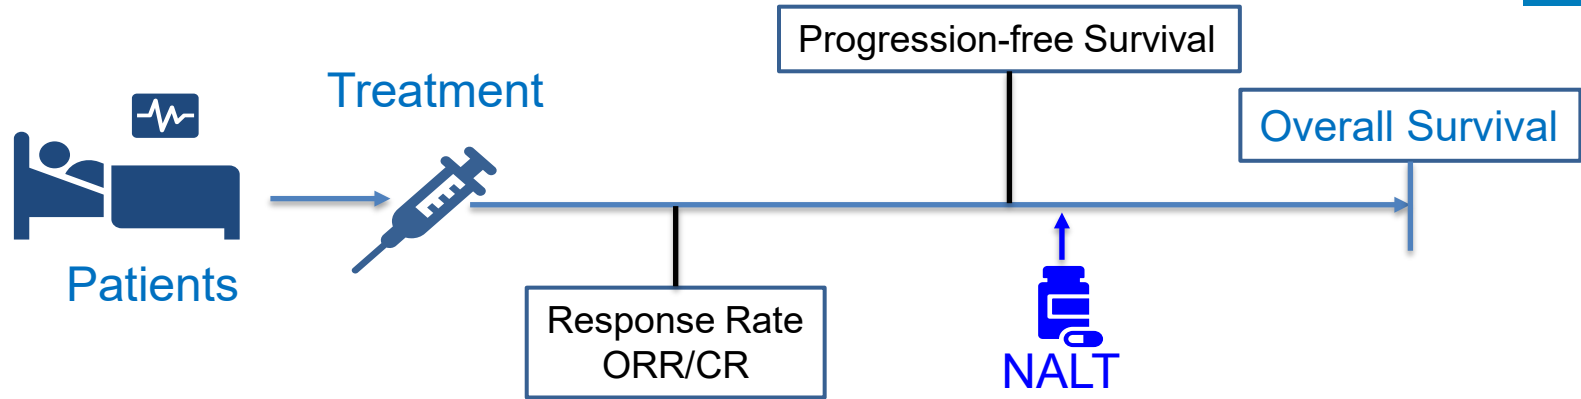 Progression-free Survival
Treatment
Overall Survival
Patients
Response Rate
ORR/CR
NALT